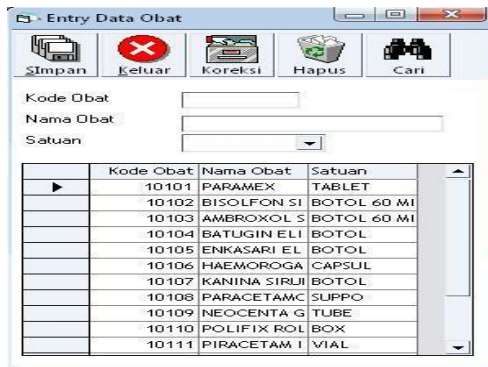 Entry Data Obat
SImpan Keluar Koreksi Hapus Cari
Kode Obat
Nama Obat
Satuan
Kode Obat Nama Obat Satuan
10101 PARAMEX TABLET
10102 BISOLFON SI BOTOL 60 Ml
10103 AMBROXOL S BOTOL 60 Ml
10104 BATUGIN ELI BOTOL
10105 ENKASARI EL BOTOL
10106 HAEMOROGA CAPSUL
10107 KANINA SIRUI BOTOL
10108 PARACETAMC SUPPO
10109 NEOCENTA G TUBE
10110 POLIFIX ROL BOX
10111 PIRACETAM I VIAL